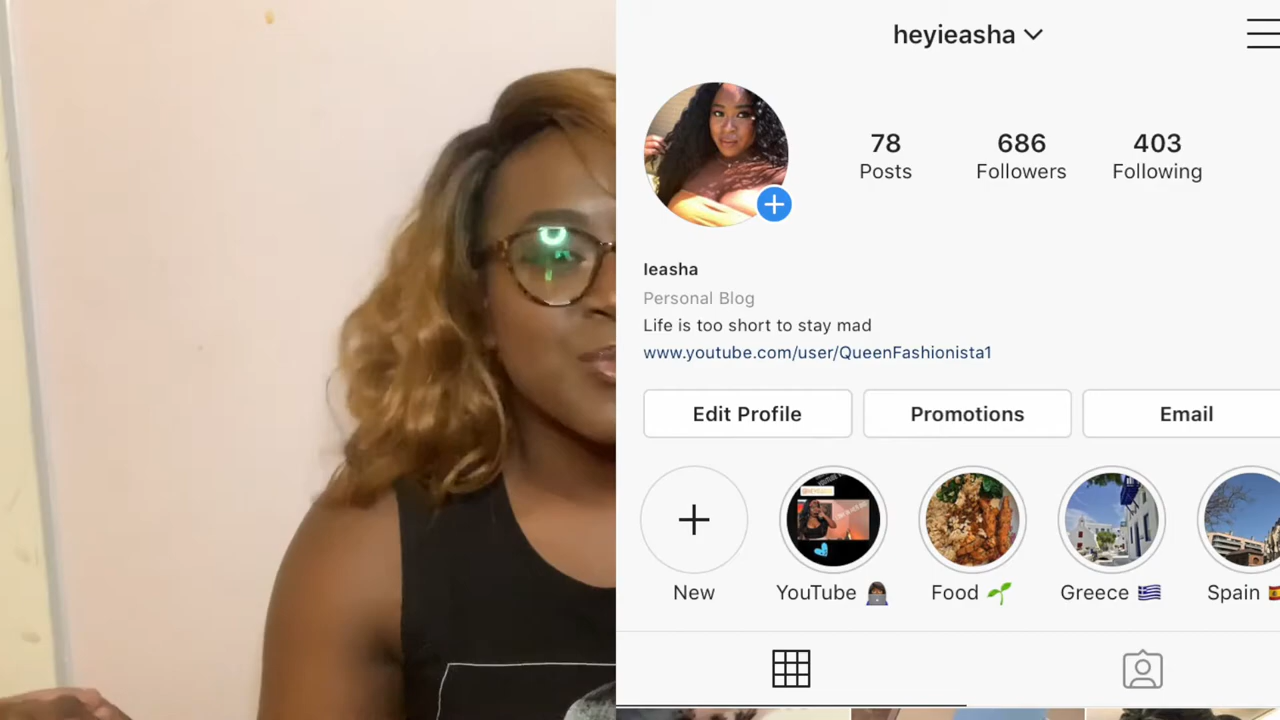 heyieasha
78
686
403
Posts
Followers
Following
Ieasha
Personal Blog
Life is too short to stay mad
www.youtube.com/user/QueenFashionista1
Edit Profile
Promotions
Email
New
YouTube
Food
Greece
Spain